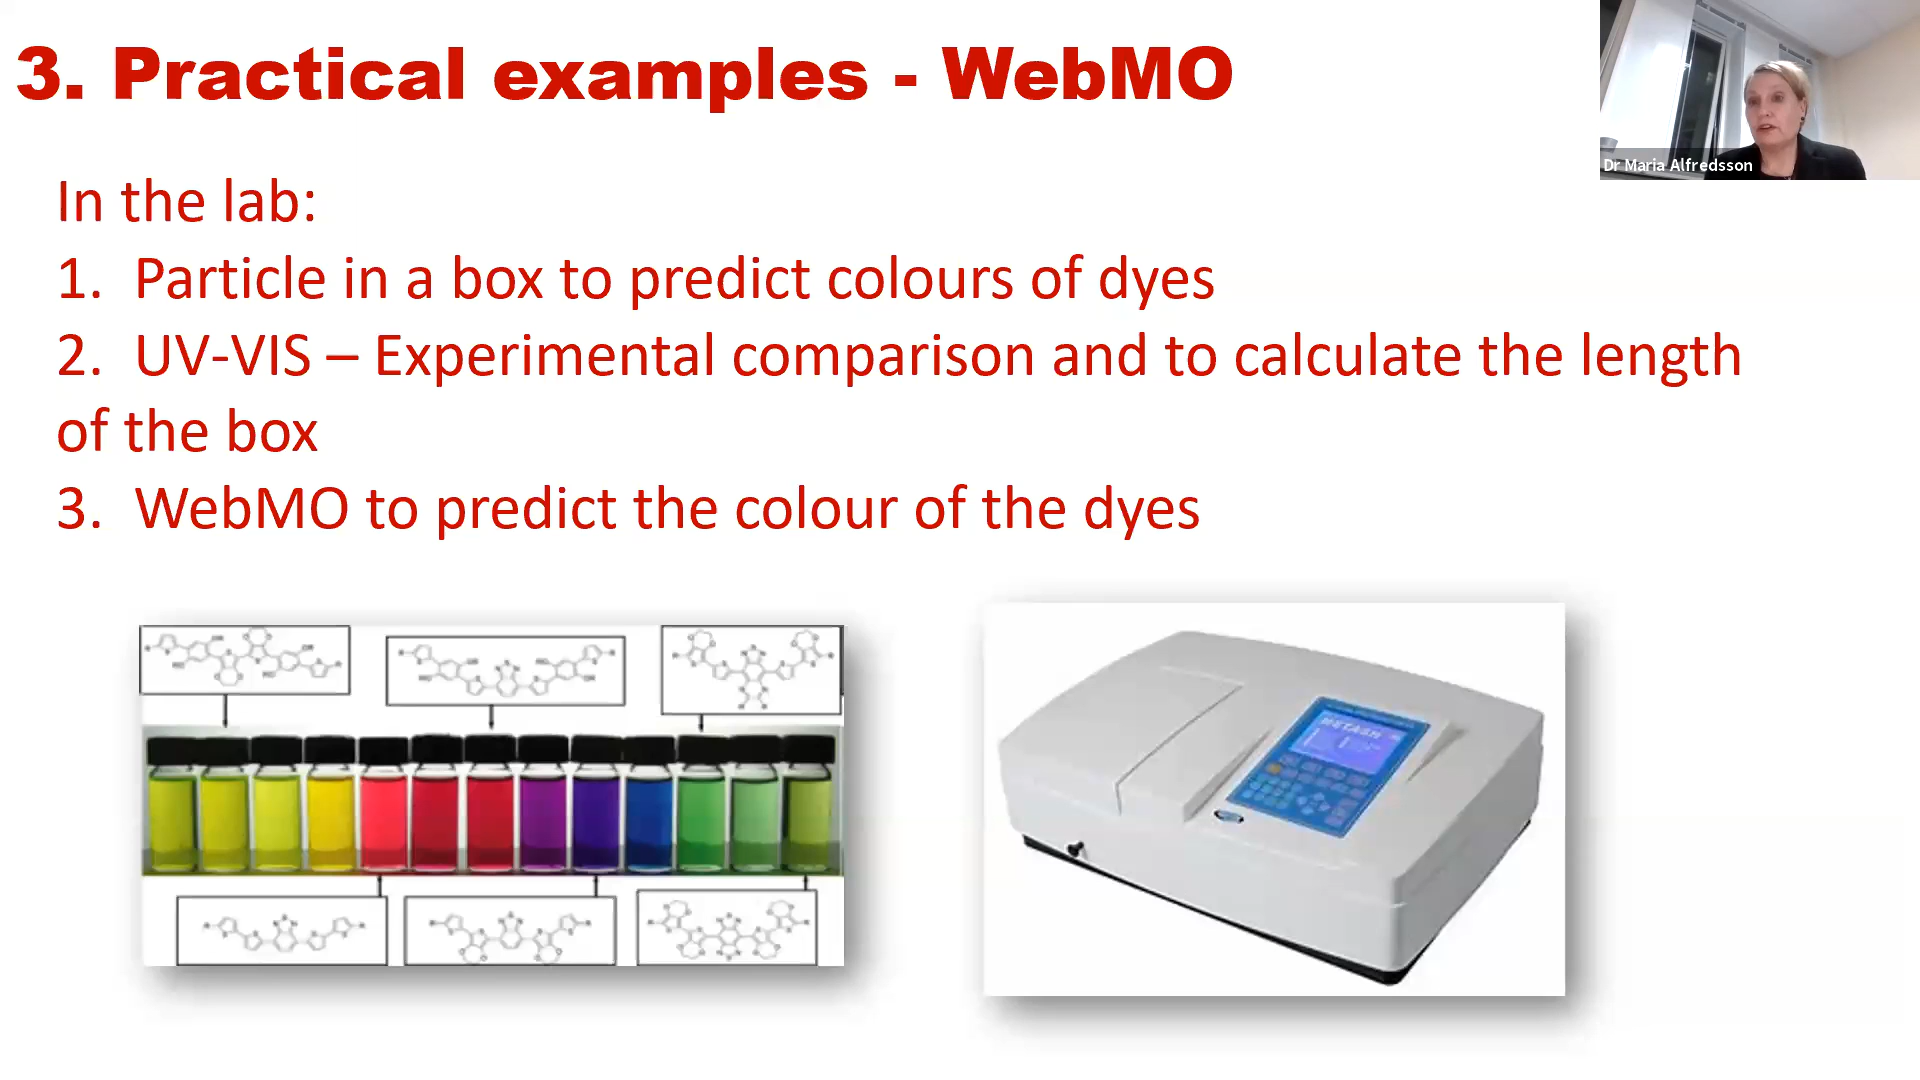 3. Practical examples - WebMO
Dr Maria Alfredsson
In the lab:
1. Particle in a box to predict colours of dyes
2. UV-VIS – Experimental comparison and to calculate the length
of the box
3. WebMO to predict the colour of the dyes
METASH